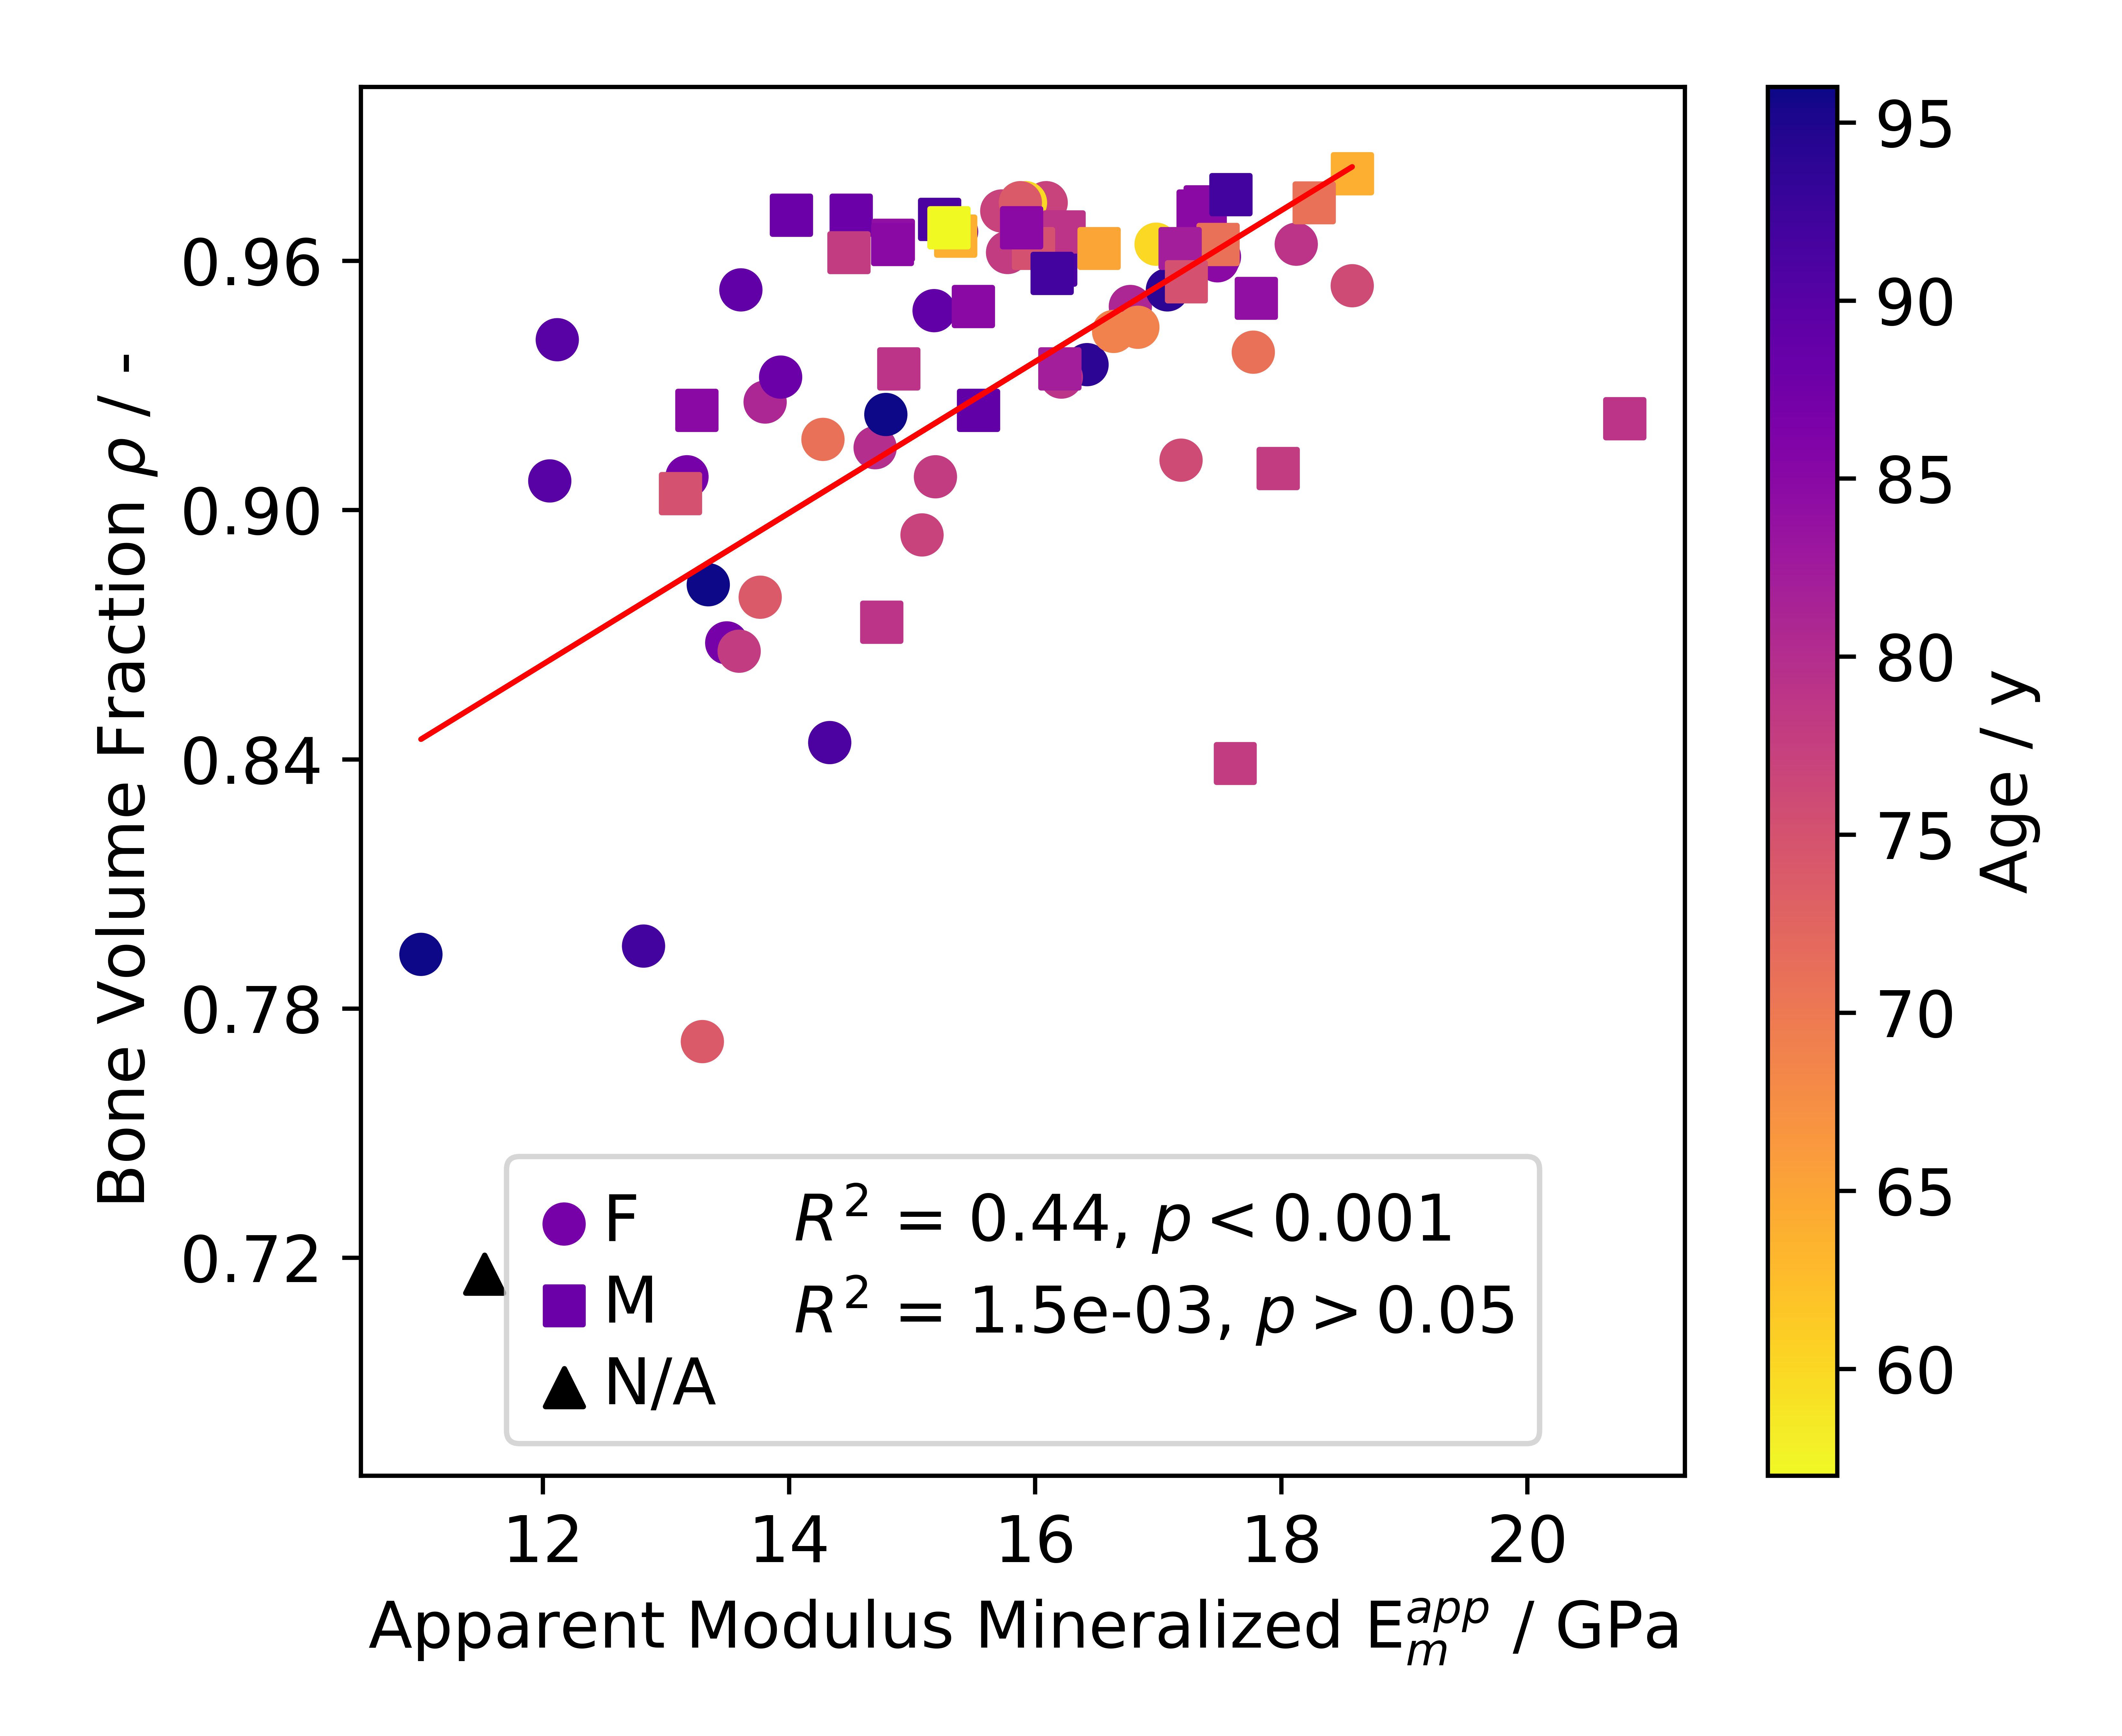 Bone Volume Fraction ρ / -
0.96
0.90
0.84
0.78
0.72
12 14 16 18 20
Apparent Modulus Mineralized E_m^app / GPa
F R² = 0.44, p < 0.001
M R² = 1.5e-03, p > 0.05
N/A
95
90
85
80
75
70
65
60
Age / y